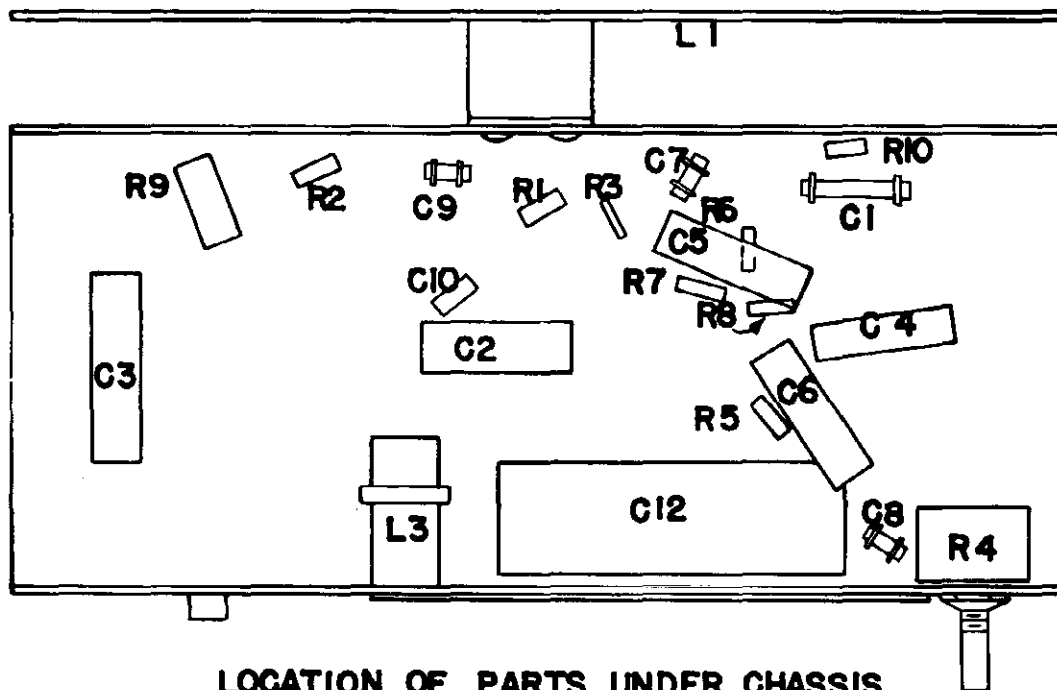 L1
R10
C7
R9
R2
C9
R1
R3
R6
C1
C5
C10
R7
R8
C4
C2
C3
C6
R5
C12
C8
L3
R4
LOCATION OF PARTS UNDER CHASSIS